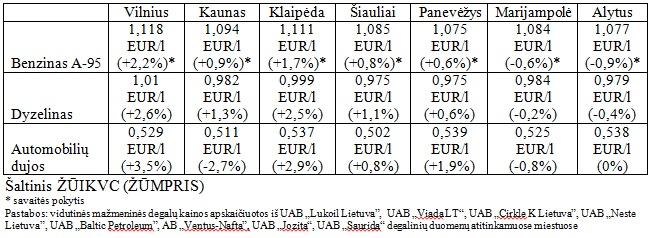 Vilnius Kaunas Klaipėda Šiauliai Panevėžys Marijampolė Alytus
Benzinas A-95 1,118 EUR/l (+2,2%)* 1,094 EUR/l (+0,9%)* 1,111 EUR/l (+1,7%)* 1,085 EUR/l (+0,8%)* 1,075 EUR/l (+0,6%)* 1,084 EUR/l (-0,6%)* 1,077 EUR/l (-0,9%)*
Dyzelinas 1,01 EUR/l (+2,6%) 0,982 EUR/l (+1,3%) 0,999 EUR/l (+2,5%) 0,975 EUR/l (+1,1%) 0,975 EUR/l (+0,6%) 0,984 EUR/l (-0,2%) 0,979 EUR/l (-0,4%)
Automobilių dujos 0,529 EUR/l (+3,5%) 0,511 EUR/l (-2,7%) 0,537 EUR/l (+2,9%) 0,502 EUR/l (+0,8%) 0,539 EUR/l (+1,9%) 0,525 EUR/l (-0,8%) 0,538 EUR/l (0%)
Šaltinis ŽŪIKVC (ŽŪMPRIS)
* savaitės pokytis
Pastabos: vidutinės mažmeninės degalų kainos apskaičiuotos iš UAB „Lukoil Lietuva", UAB „Viada LT“, UAB „Cirkle K Lietuva", UAB „Neste
Lietuva", UAB „Baltic Petroleum", AB „Ventus-Nafta", UAB „Jozita", UAB „Saurida" degalinių duomenų atitinkamuose miestuose